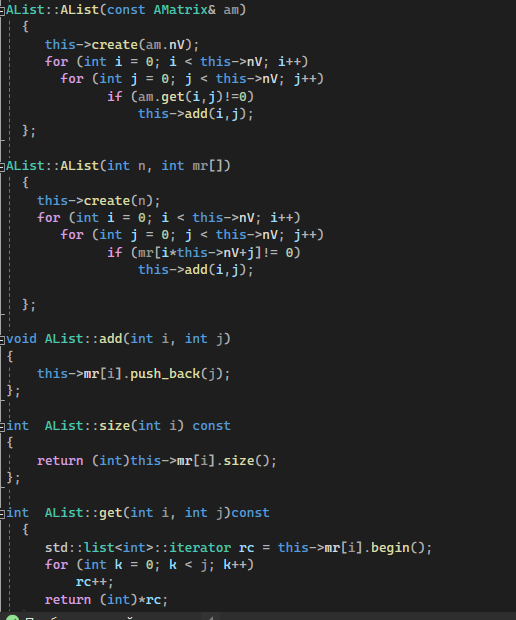 AList::AList(const AMatrix& am)
{
this->create(am.nV);
for (int i = 0; i < this->nV; i++)
for (int j = 0; j < this->nV; j++)
if (am.get(i,j)!=0)
this->add(i,j);
};
AList::AList(int n, int mr[])
{
this->create(n);
for (int i = 0; i < this->nV; i++)
for (int j = 0; j < this->nV; j++)
if (mr[i*this->nV+j]!= 0)
this->add(i,j);
};
void AList::add(int i, int j)
{
this->mr[i].push_back(j);
};
int  AList::size(int i) const
{
return (int)this->mr[i].size();
};
int  AList::get(int i, int j)const
{
std::list<int>::iterator rc = this->mr[i].begin();
for (int k = 0; k < j; k++)
rc++;
return (int)*rc;